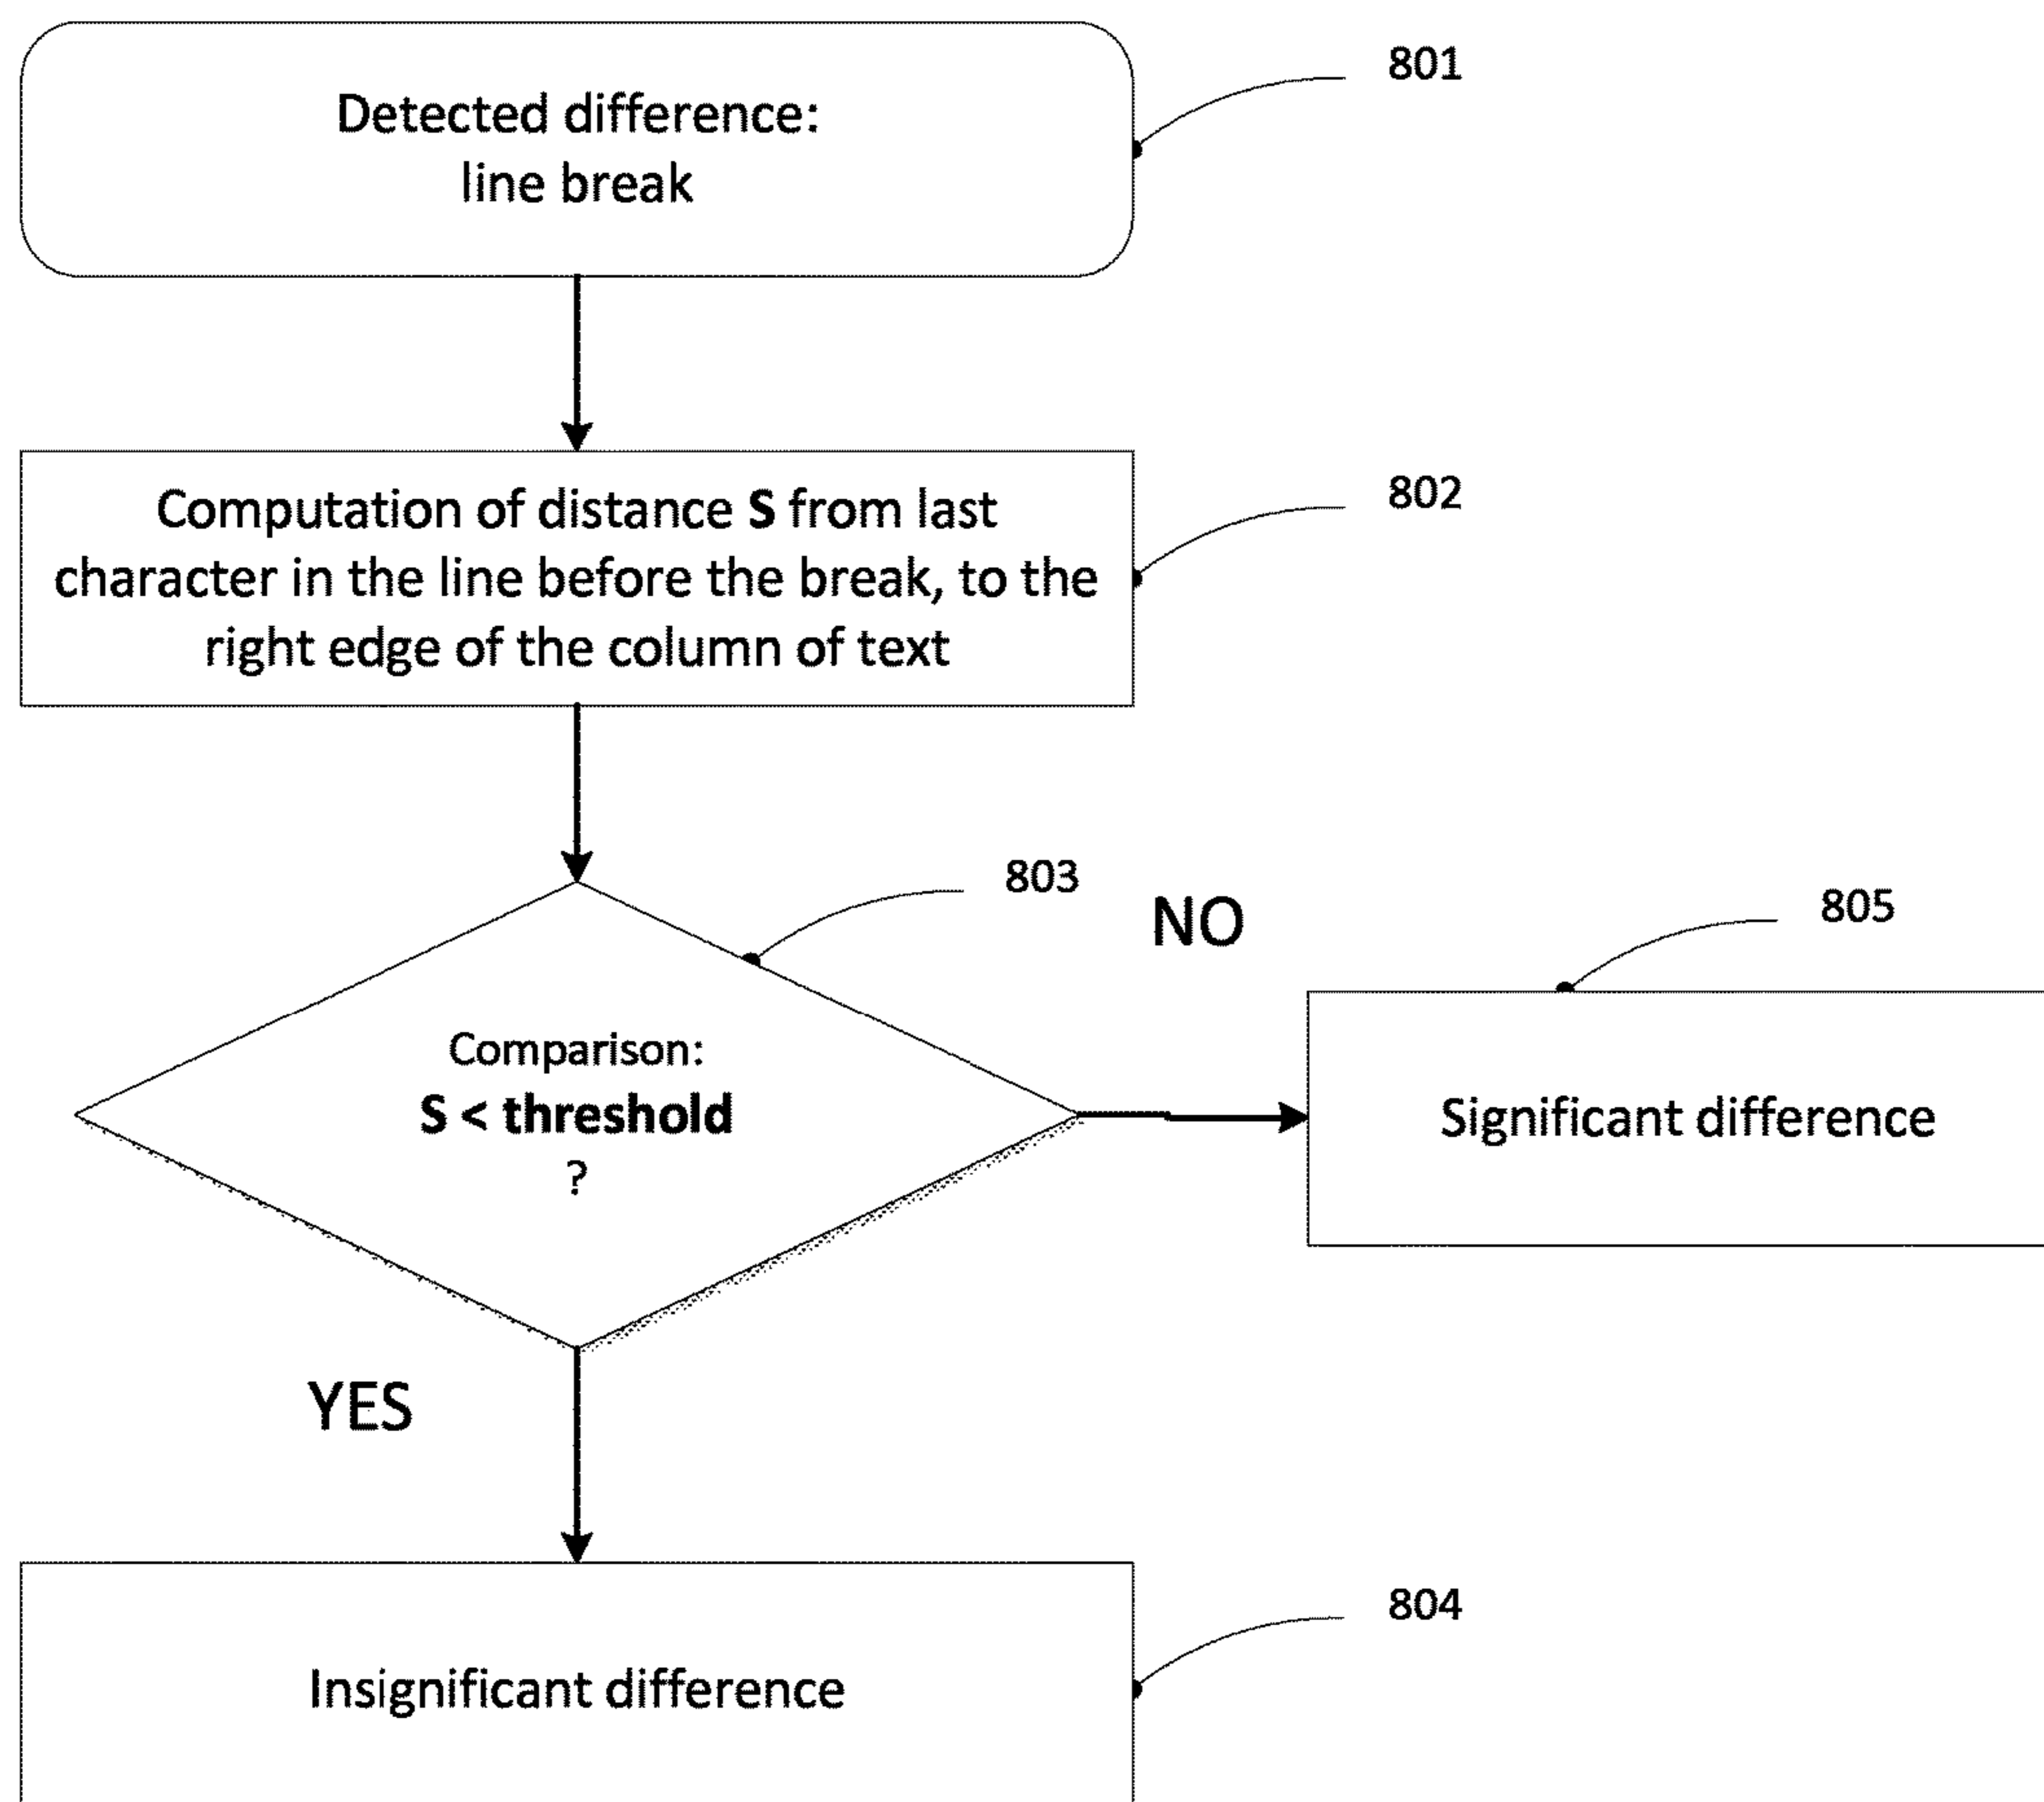 Detected difference:
line break
801
Computation of distance S from last
character in the line before the break, to the
right edge of the column of text
802
803
Comparison:
S < threshold
?
NO
805
Significant difference
YES
Insignificant difference
804